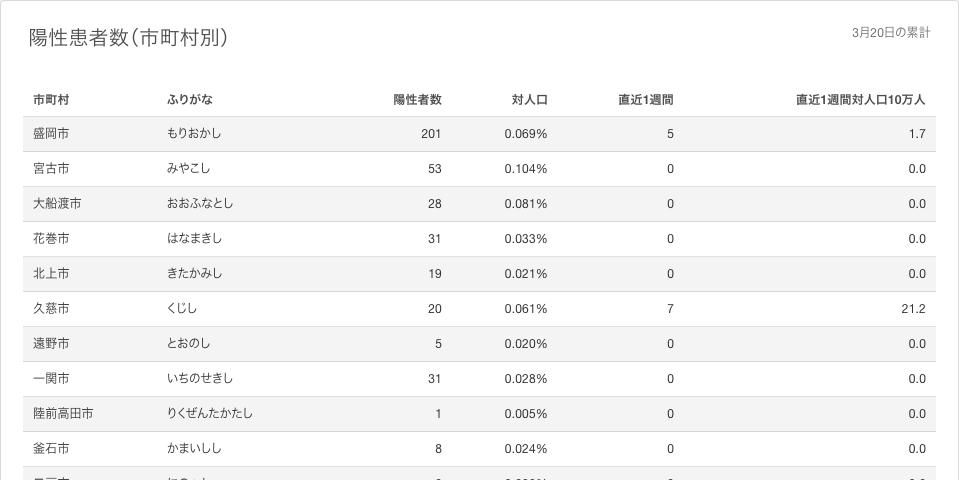 陽性患者数（市町村別）
3月20日の累計
市町村 ふりがな 陽性者数 対人口 直近1週間 直近1週間対人口10万人
盛岡市 もりおかし 201 0.069% 5 1.7
宮古市 みやこし 53 0.104% 0 0.0
大船渡市 おおふなとし 28 0.081% 0 0.0
花巻市 はなまきし 31 0.033% 0 0.0
北上市 きたかみし 19 0.021% 0 0.0
久慈市 くじし 20 0.061% 7 21.2
遠野市 とおのし 5 0.020% 0 0.0
一関市 いちのせきし 31 0.028% 0 0.0
陸前高田市 りくぜんたかたし 1 0.005% 0 0.0
釜石市 かまいしし 8 0.024% 0 0.0